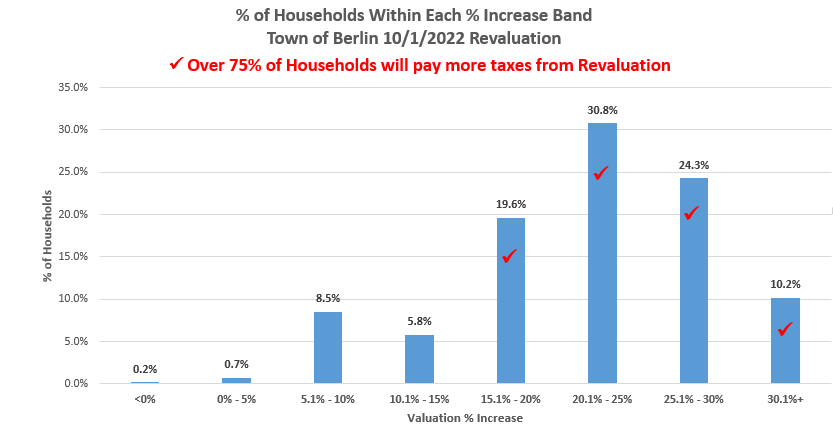 % of Households Within Each % Increase Band
Town of Berlin 10/1/2022 Revaluation
✓ Over 75% of Households will pay more taxes from Revaluation
35.0%
30.0%
25.0%
20.0%
15.0%
10.0%
5.0%
0.0%
% of Households
0.2%
0.7%
8.5%
5.8%
19.6%
30.8%
24.3%
10.2%
<0%
0% - 5%
5.1% - 10%
10.1% - 15%
15.1% - 20%
20.1% - 25%
25.1% - 30%
30.1%+
Valuation % Increase